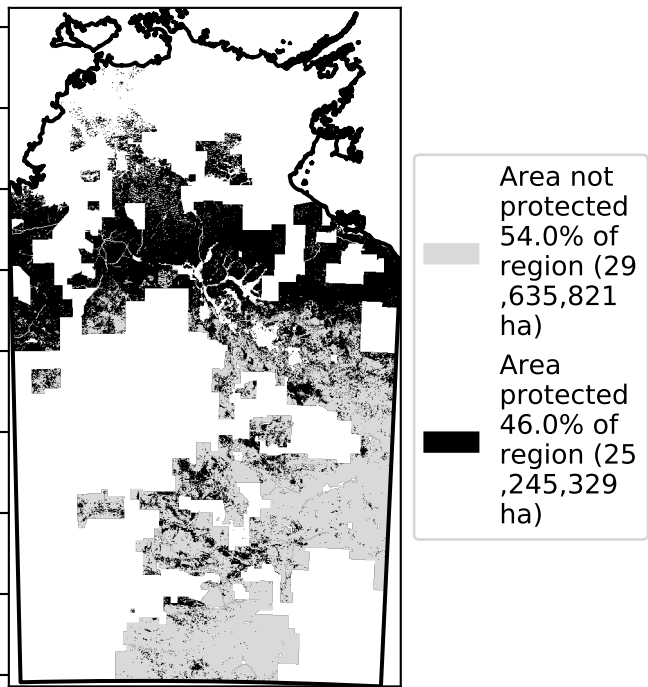 Area not
protected
54.0% of
region (29
,635,821
ha)
Area
protected
46.0% of
region (25
,245,329
ha)